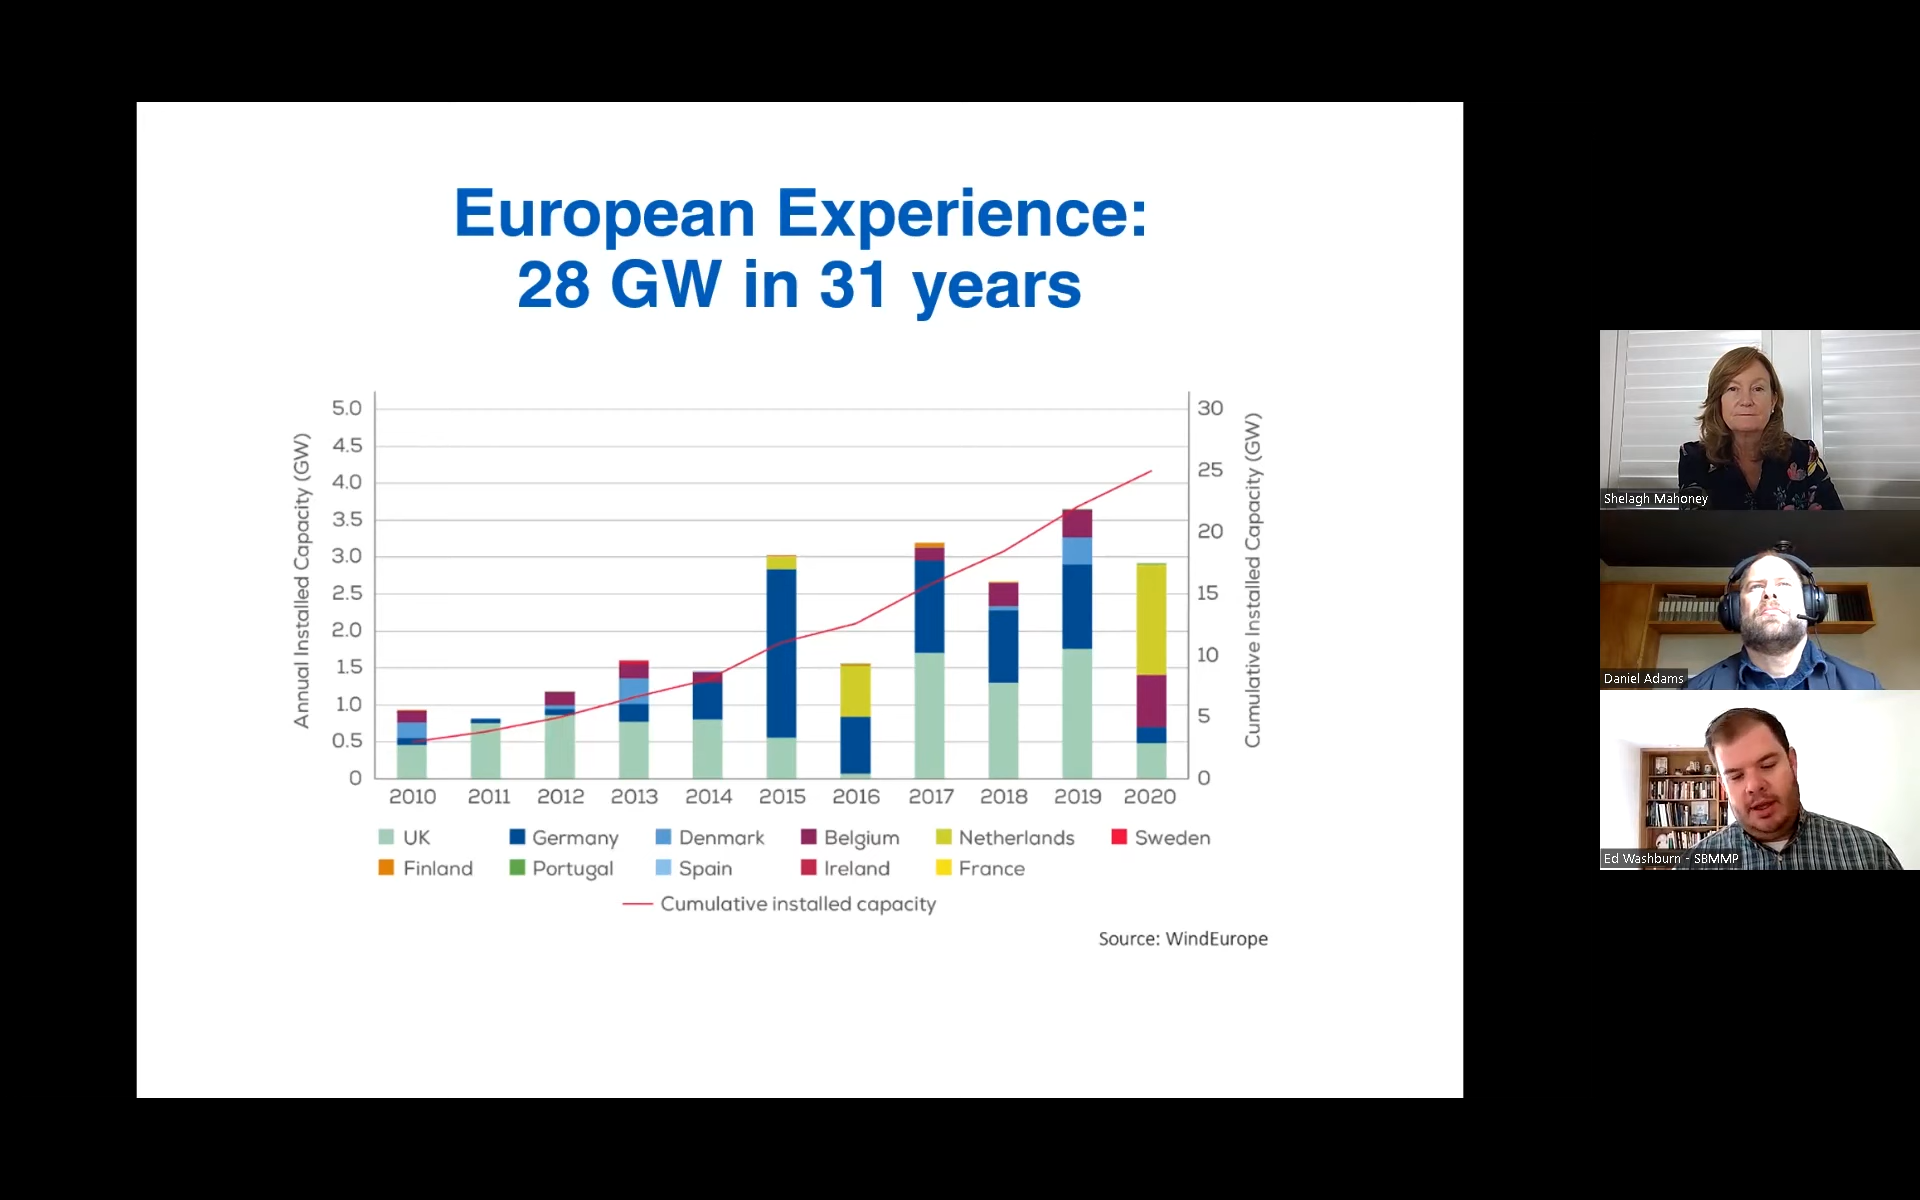 European Experience:
28 GW in 31 years
Annual Installed Capacity (GW)
5.0
4.5
4.0
3.5
3.0
2.5
2.0
1.5
1.0
0.5
0
30
25
20
15
10
5
0
Cumulative Installed Capacity (GW)
2010 2011 2012 2013 2014 2015 2016 2017 2018 2019 2020
UK Germany Denmark Belgium Netherlands Sweden
Finland Portugal Spain Ireland France
Cumulative installed capacity
Source: WindEurope
Shelagh Mahoney
Daniel Adams
Ed Washburn - SBMMP